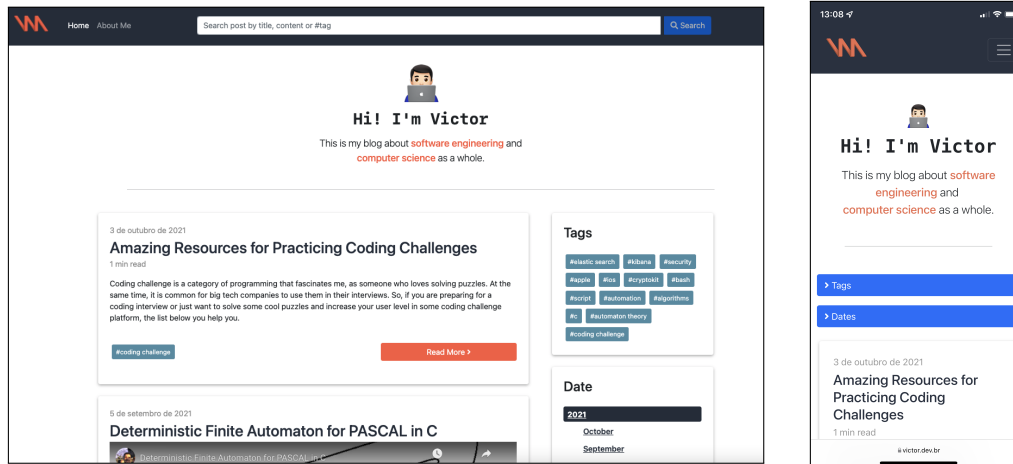 Home About Me Search post by title, content or #tag Search
Hi! I'm Victor
This is my blog about software engineering and
computer science as a whole.
3 de outubro de 2021
Amazing Resources for Practicing Coding Challenges
1 min read
Coding challenge is a category of programming that fascinates me, as someone who loves solving puzzles. At the
same time, it is common for big tech companies to use them in their interviews. So, if you are preparing for a
coding interview or just want to solve some cool puzzles and increase your user level in some coding challenge
platform, the list below you help you.
#coding challenge Read More
5 de setembro de 2021
Deterministic Finite Automaton for PASCAL in C
Deterministic Finite Automaton for PASCAL in C
Tags
#elastic search #kibana #security
#apple #ios #cryptokit #bash
#script #automation #algorithms
#c #automaton theory
#coding challenge
Date
2021
October
September
13:08
Hi! I'm Victor
This is my blog about software
engineering and
computer science as a whole.
Tags
Dates
3 de outubro de 2021
Amazing Resources for
Practicing Coding
Challenges
1 min read
victor.dev.br